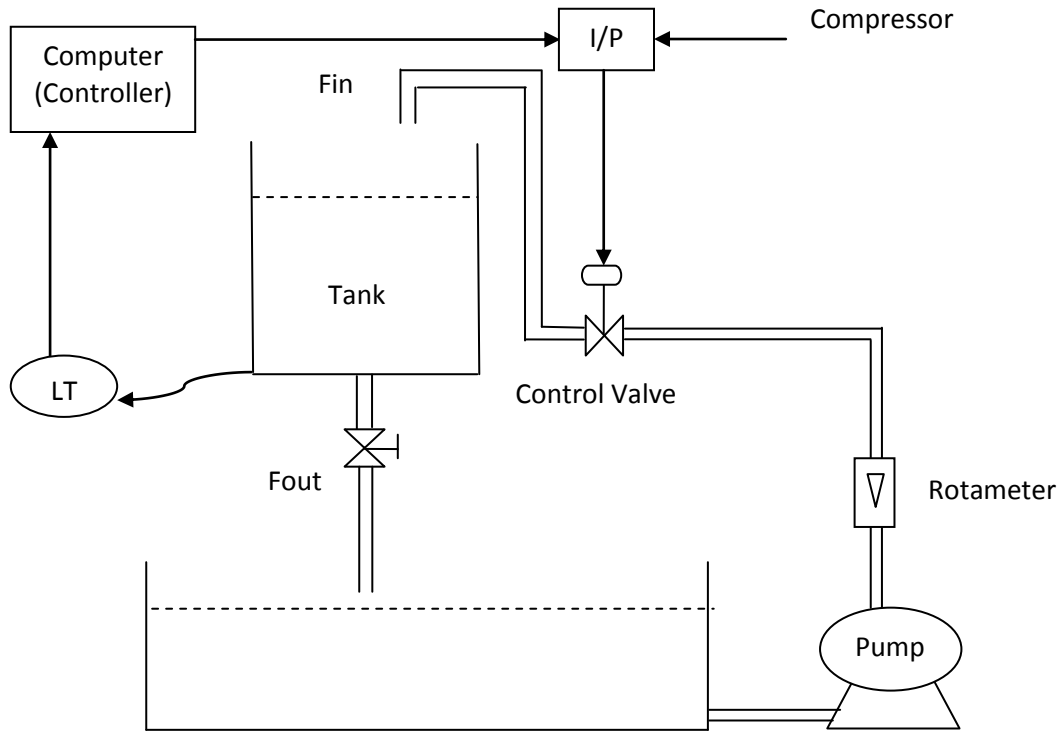 Compressor
I/P
Computer
(Controller)
Fin
Tank
LT
Control Valve
Fout
Rotameter
Pump